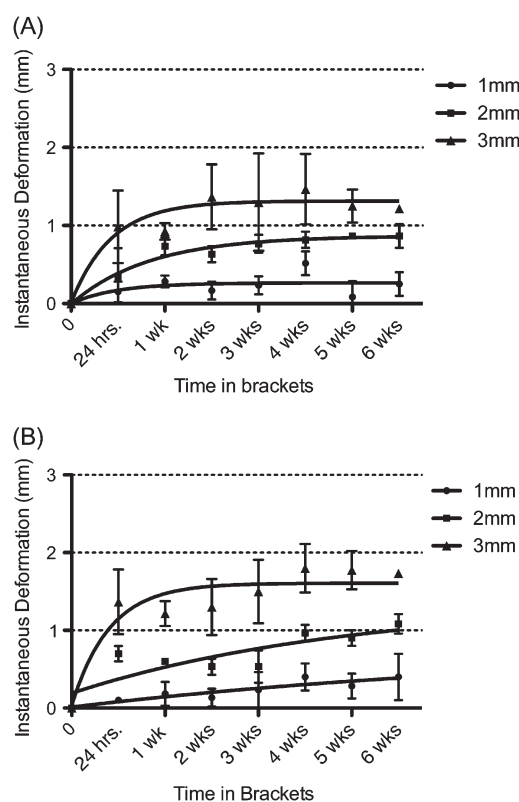 (A)
Instantaneous Deformation (mm)
3
2
1
0
0
24 hrs.
1 wk
2 wks
3 wks
4 wks
5 wks
6 wks
Time in brackets
1mm
2mm
3mm
(B)
Instantaneous Deformation (mm)
3
2
1
0
0
24 hrs.
1 wk
2 wks
3 wks
4 wks
5 wks
6 wks
Time in Brackets
1mm
2mm
3mm